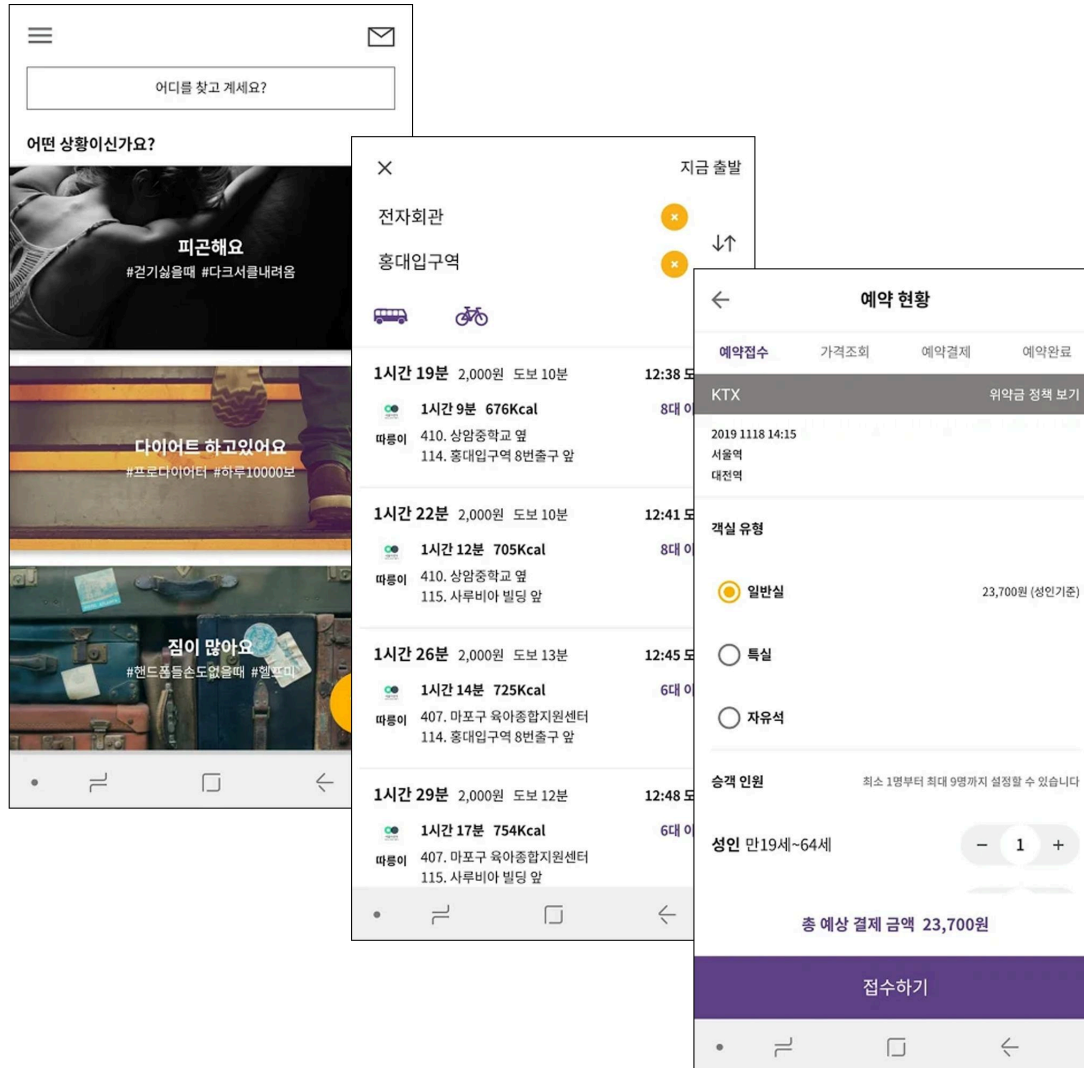 어디를 찾고 계세요?
어떤 상황이신가요?
피곤해요
#걷기싫을때 #다크서클내려옴
다이어트 하고있어요
#프로다이어터 #하루10000보
짐이 많아요
#핸드폰들손도없을때 #헬프미
지금 출발
전자회관
홍대입구역
1시간 19분 2,000원 도보 10분 12:38 도
1시간 9분 676Kcal 8대 이
따릉이 410. 상암중학교 옆
114. 홍대입구역 8번출구 앞
1시간 22분 2,000원 도보 10분 12:41 도
1시간 12분 705Kcal 8대 이
따릉이 410. 상암중학교 옆
115. 사루비아 빌딩 앞
1시간 26분 2,000원 도보 13분 12:45 도
1시간 14분 725Kcal 6대 이
따릉이 407. 마포구 육아종합지원센터
114. 홍대입구역 8번출구 앞
1시간 29분 2,000원 도보 12분 12:48 도
1시간 17분 754Kcal 6대 이
따릉이 407. 마포구 육아종합지원센터
115. 사루비아 빌딩 앞
예약 현황
예약접수 가격조회 예약결제 예약완료
KTX 위약금 정책 보기
2019 1118 14:15
서울역
대전역
객실 유형
일반실 23,700원 (성인기준)
특실
자유석
승객 인원 최소 1명부터 최대 9명까지 설정할 수 있습니다
성인 만19세~64세 − 1 +
총 예상 결제 금액 23,700원
접수하기